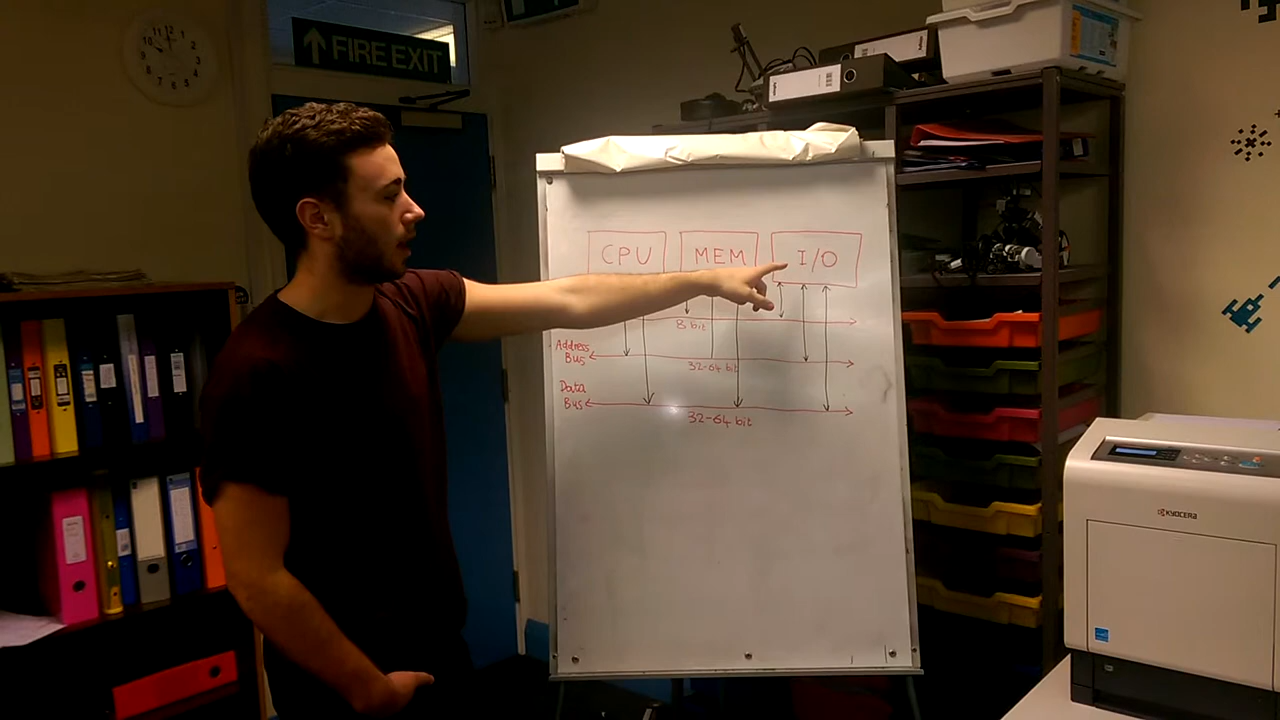 FIRE EXIT
CPU
MEM
I/O
8 bit
Address
Bus
32-64 bit
Data
Bus
32-64 bit
KYOCERA